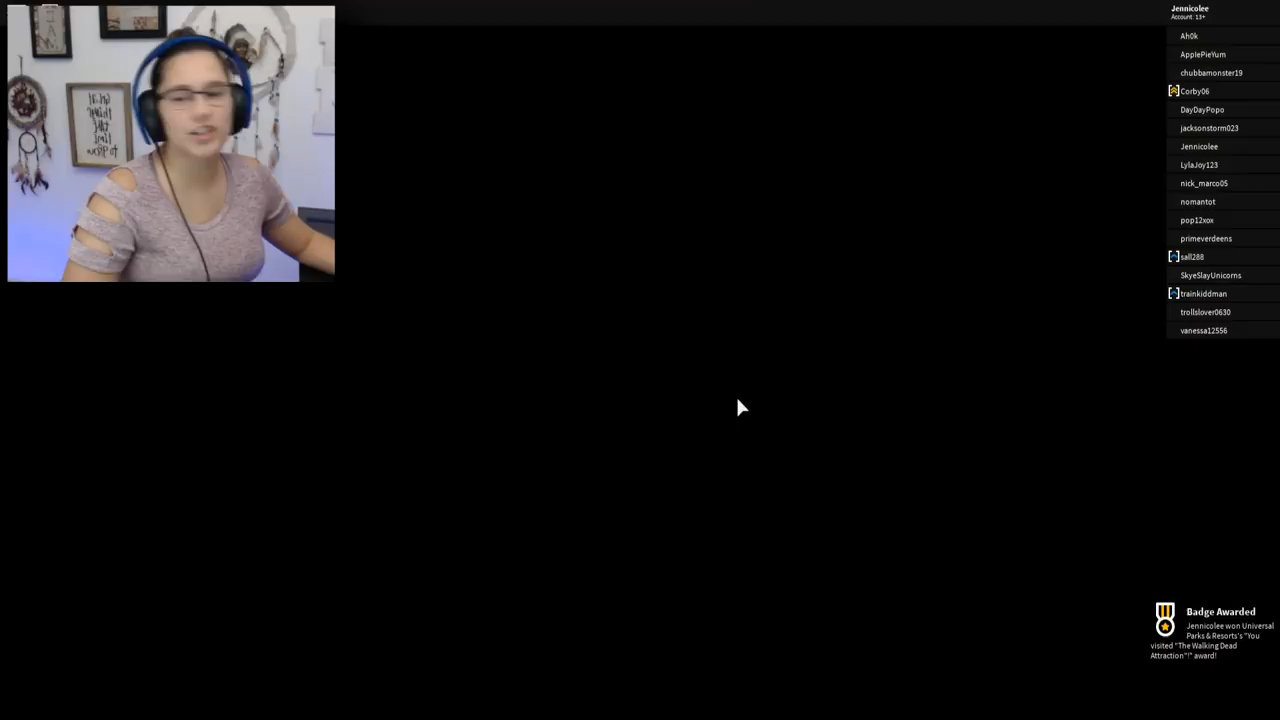 Jennicolee
Account: 13+
Ah0k
ApplePieYum
chubbamonster19
Corby06
DayDayPopo
jacksonstorm023
Jennicolee
LylaJoy123
nick_marco05
nomantot
pop12xox
primeverdeens
sall288
SkyeSlayUnicorns
trainkiddman
trollslover0630
vanessa12556
Badge Awarded
Jennicolee won Universal
Parks & Resorts's "You
visited "The Walking Dead
Attraction"!" award!